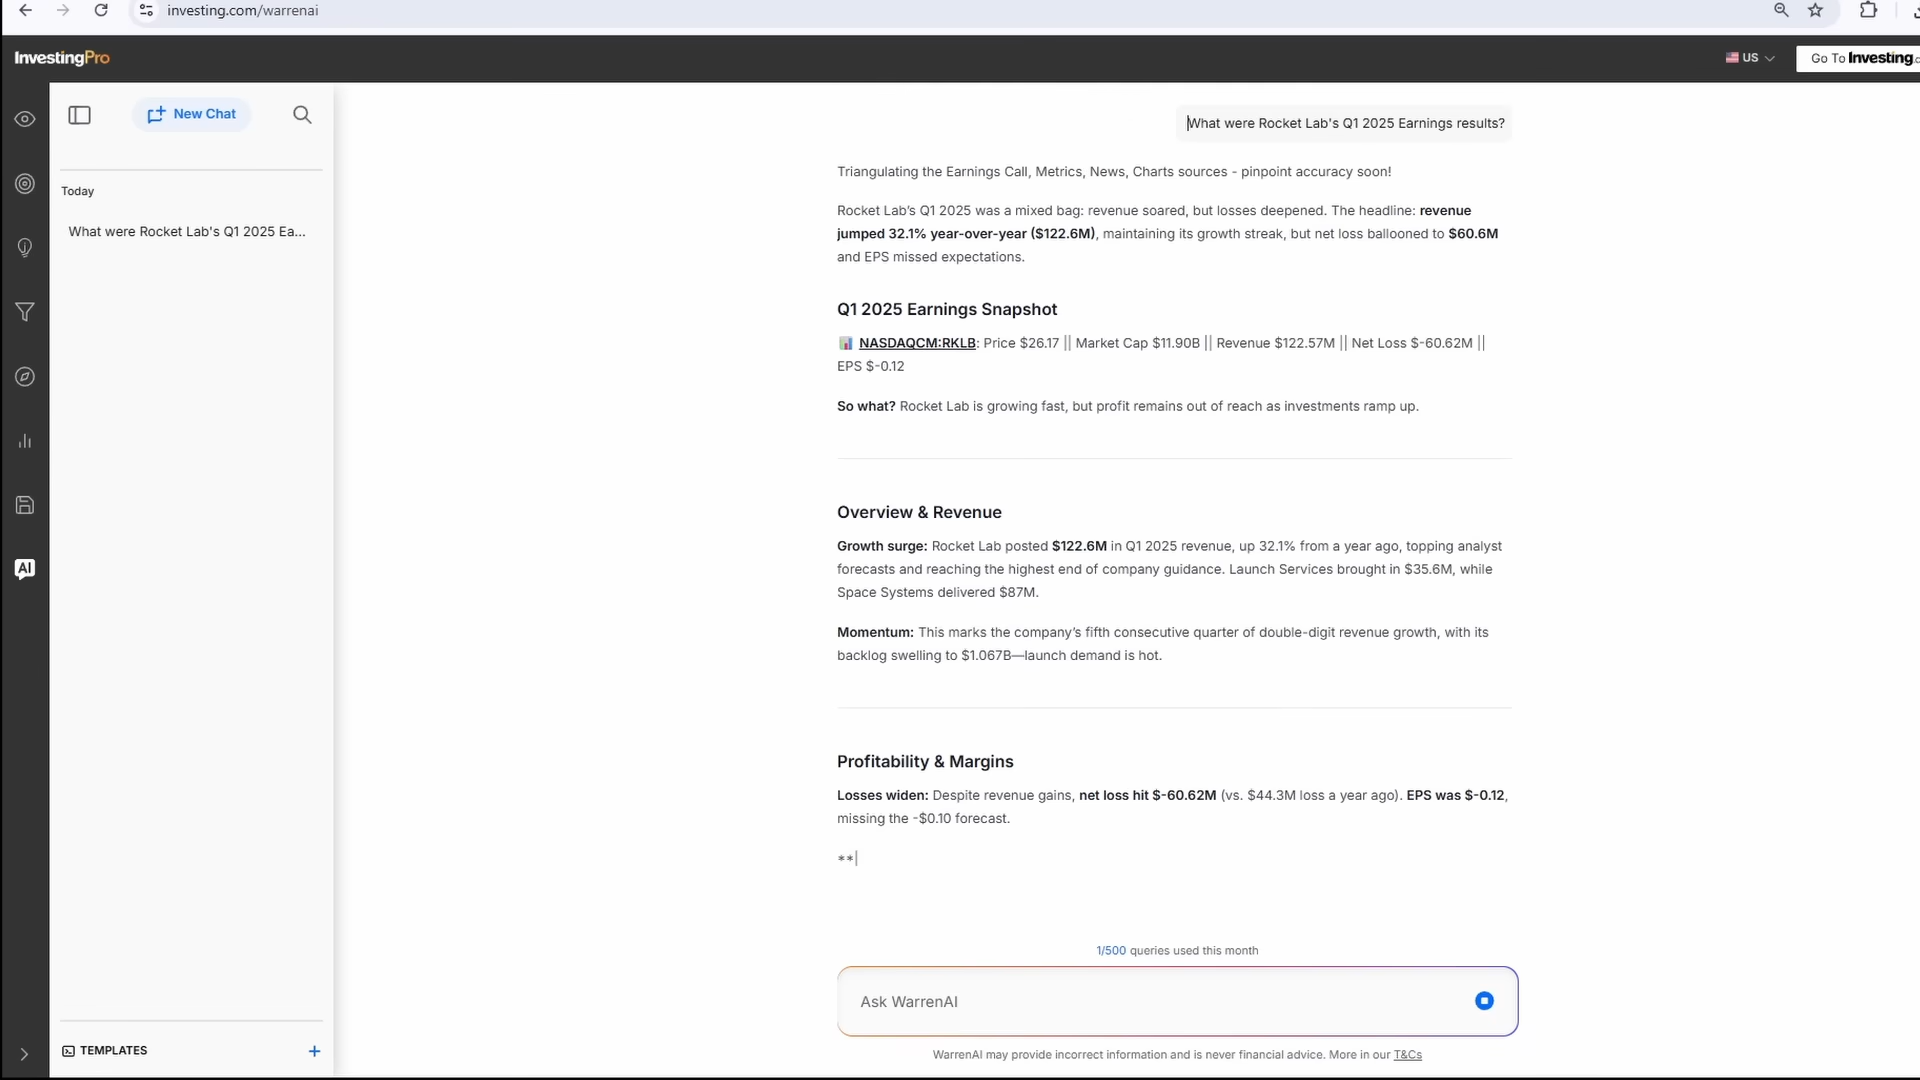 investing.com/warrenai
InvestingPro
US
Go To Investing.c
New Chat
Today
What were Rocket Lab's Q1 2025 Ea...
What were Rocket Lab's Q1 2025 Earnings results?
Triangulating the Earnings Call, Metrics, News, Charts sources - pinpoint accuracy soon!
Rocket Lab’s Q1 2025 was a mixed bag: revenue soared, but losses deepened. The headline: revenue
jumped 32.1% year-over-year ($122.6M), maintaining its growth streak, but net loss ballooned to $60.6M
and EPS missed expectations.
Q1 2025 Earnings Snapshot
NASDAQCM:RKLB: Price $26.17 || Market Cap $11.90B || Revenue $122.57M || Net Loss $-60.62M ||
EPS $-0.12
So what? Rocket Lab is growing fast, but profit remains out of reach as investments ramp up.
Overview & Revenue
Growth surge: Rocket Lab posted $122.6M in Q1 2025 revenue, up 32.1% from a year ago, topping analyst
forecasts and reaching the highest end of company guidance. Launch Services brought in $35.6M, while
Space Systems delivered $87M.
Momentum: This marks the company’s fifth consecutive quarter of double-digit revenue growth, with its
backlog swelling to $1.067B—launch demand is hot.
Profitability & Margins
Losses widen: Despite revenue gains, net loss hit $-60.62M (vs. $44.3M loss a year ago). EPS was $-0.12,
missing the -$0.10 forecast.
**
1/500 queries used this month
Ask WarrenAI
WarrenAI may provide incorrect information and is never financial advice. More in our T&Cs
AI
TEMPLATES